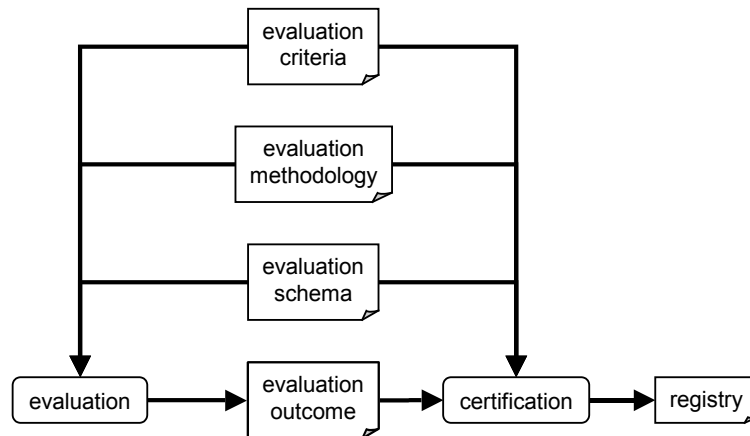 evaluation
criteria
evaluation
methodology
evaluation
schema
evaluation
evaluation
outcome
certification
registry